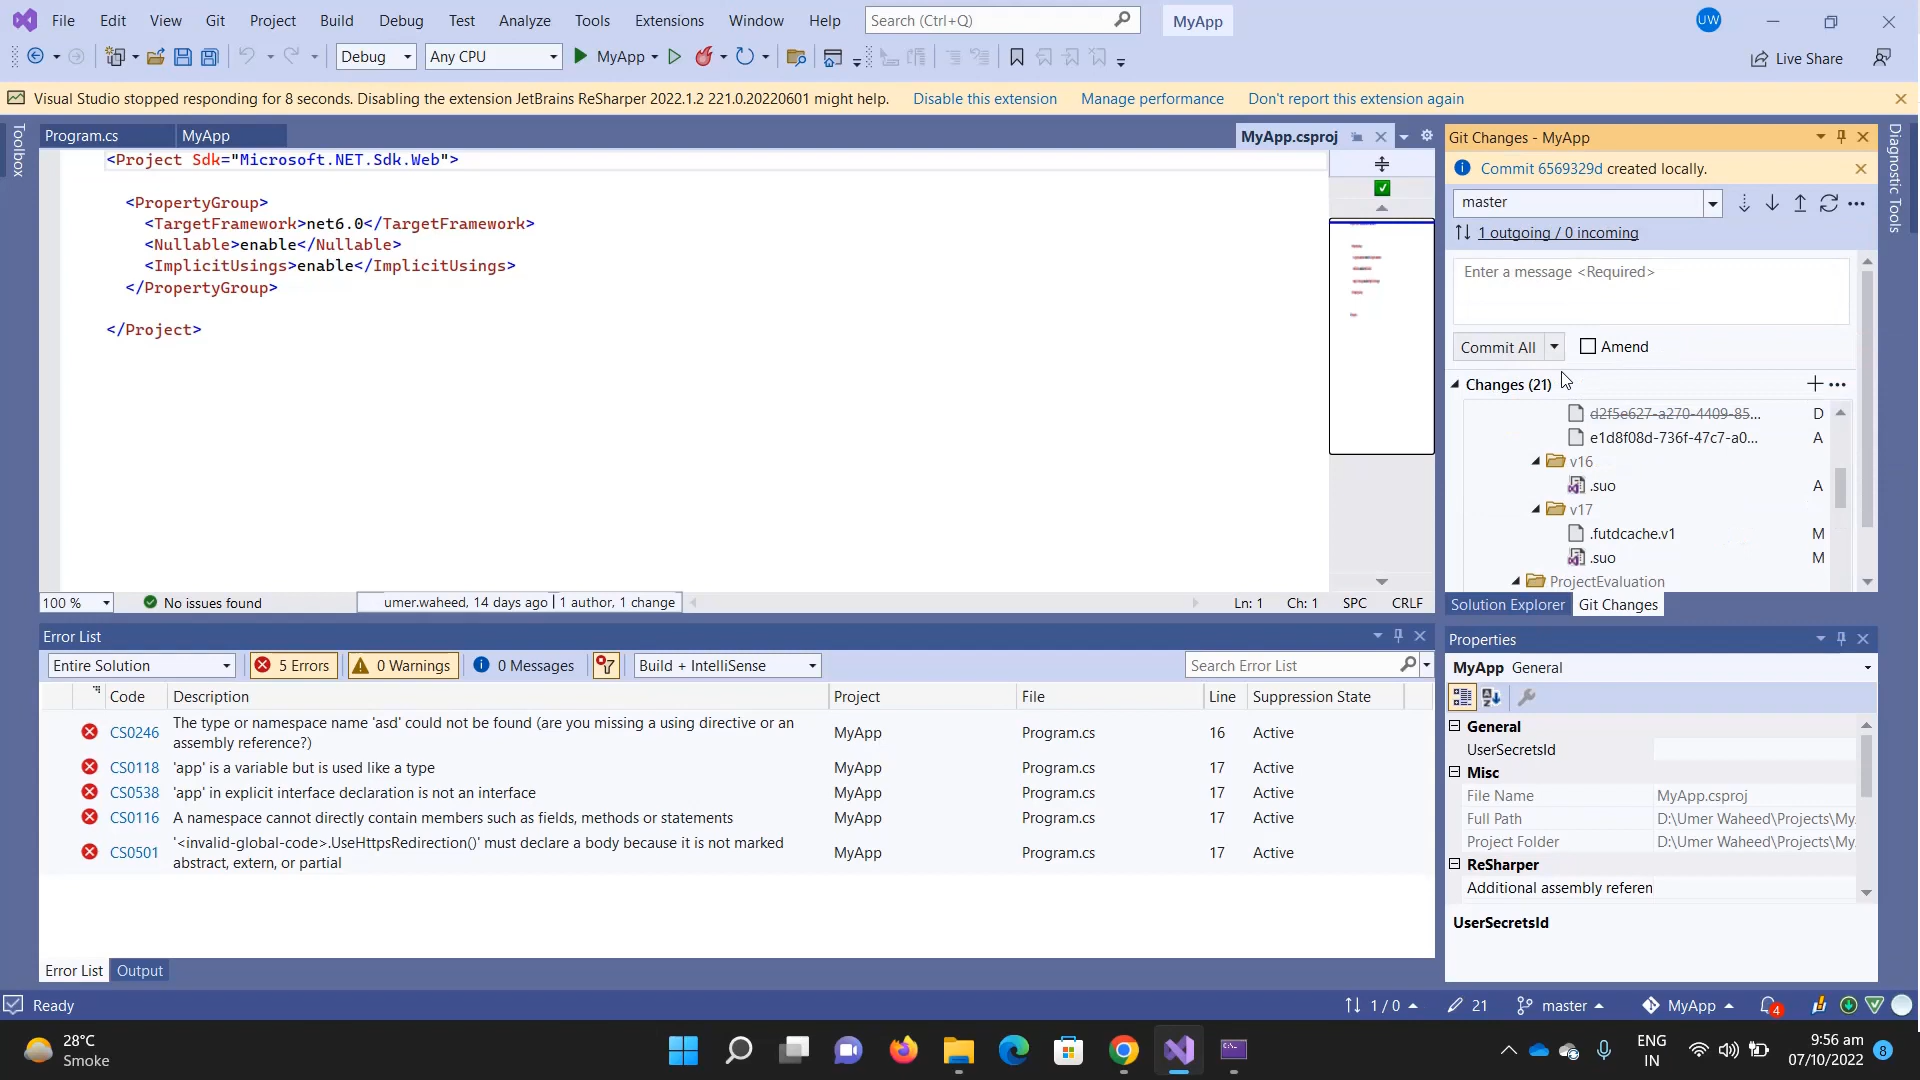 File Edit View Git Project Build Debug Test Analyze Tools Extensions Window Help Search (Ctrl+Q) MyApp UW
Debug Any CPU MyApp Live Share
Visual Studio stopped responding for 8 seconds. Disabling the extension JetBrains ReSharper 2022.1.2 221.0.20220601 might help. Disable this extension Manage performance Don't report this extension again
Toolbox
Program.cs MyApp MyApp.csproj
<Project Sdk="Microsoft.NET.Sdk.Web">
<PropertyGroup>
<TargetFramework>net6.0</TargetFramework>
<Nullable>enable</Nullable>
<ImplicitUsings>enable</ImplicitUsings>
</PropertyGroup>
</Project>
100 % No issues found umer.waheed, 14 days ago | 1 author, 1 change Ln: 1 Ch: 1 SPC CRLF
Git Changes - MyApp
Commit 6569329d created locally.
master
1 outgoing / 0 incoming
Enter a message <Required>
Commit All Amend
Changes (21)
d2f5e627-a270-4409-85... D
e1d8f08d-736f-47c7-a0... A
v16
.suo A
v17
.futdcache.v1 M
.suo M
ProjectEvaluation
Solution Explorer Git Changes
Diagnostic Tools
Error List
Entire Solution 5 Errors 0 Warnings 0 Messages Build + IntelliSense Search Error List
Code Description Project File Line Suppression State
CS0246 The type or namespace name 'asd' could not be found (are you missing a using directive or an assembly reference?) MyApp Program.cs 16 Active
CS0118 'app' is a variable but is used like a type MyApp Program.cs 17 Active
CS0538 'app' in explicit interface declaration is not an interface MyApp Program.cs 17 Active
CS0116 A namespace cannot directly contain members such as fields, methods or statements MyApp Program.cs 17 Active
CS0501 '<invalid-global-code>.UseHttpsRedirection()' must declare a body because it is not marked abstract, extern, or partial MyApp Program.cs 17 Active
Error List Output
Properties
MyApp General
General
UserSecretsId
Misc
File Name MyApp.csproj
Full Path D:\Umer Waheed\Projects\My
Project Folder D:\Umer Waheed\Projects\My
ReSharper
Additional assembly referen
UserSecretsId
Ready 1 / 0 21 master MyApp 4
28°C
Smoke
ENG
IN
9:56 am
07/10/2022
8